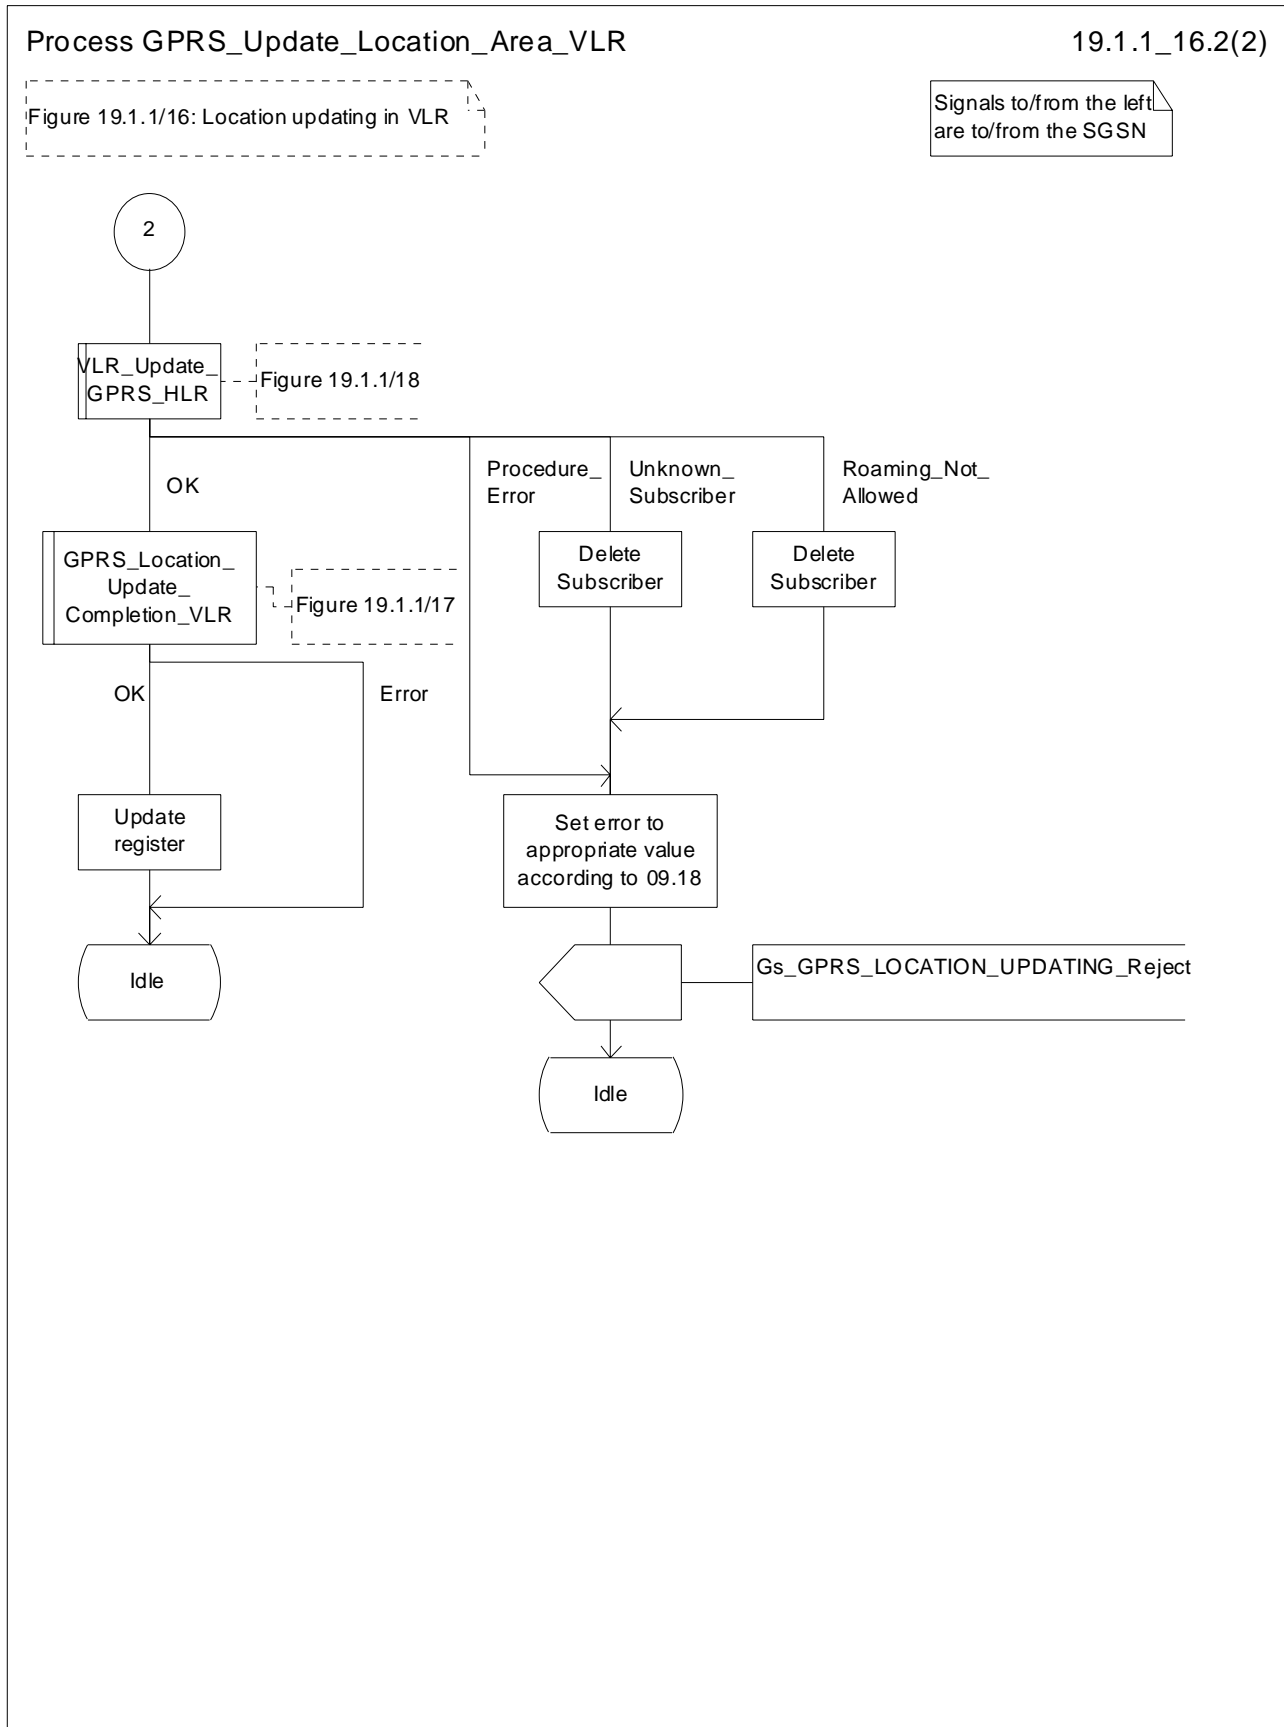 Process GPRS_Update_Location_Area_VLR
19.1.1_16.2(2)
Figure 19.1.1/16: Location updating in VLR
Signals to/from the left
are to/from the SGSN
2
VLR_Update_
GPRS_HLR
Figure 19.1.1/18
OK
Procedure_
Error
Unknown_
Subscriber
Roaming_Not_
Allowed
GPRS_Location_
Update_
Completion_VLR
Figure 19.1.1/17
Delete
Subscriber
Delete
Subscriber
OK
Error
Update
register
Set error to
appropriate value
according to 09.18
Idle
Gs_GPRS_LOCATION_UPDATING_Reject
Idle